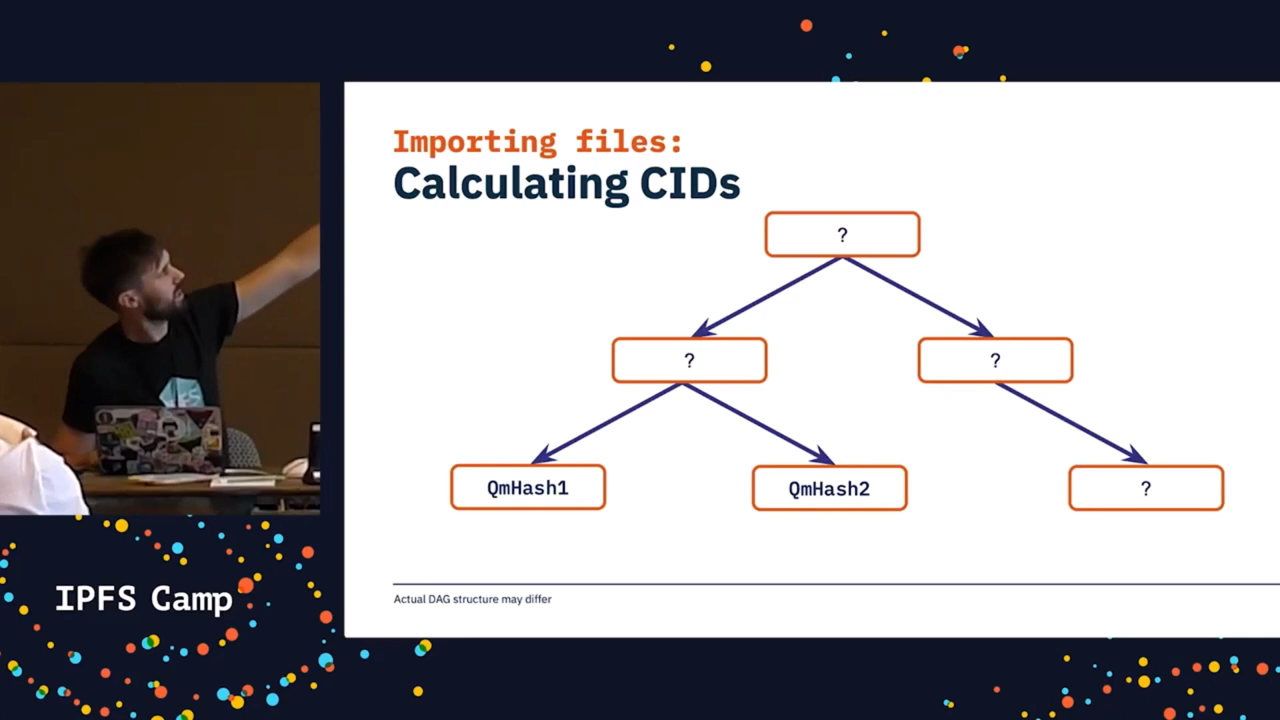 Importing files:
Calculating CIDs
?
?
?
QmHash1
QmHash2
?
Actual DAG structure may differ
IPFS Camp